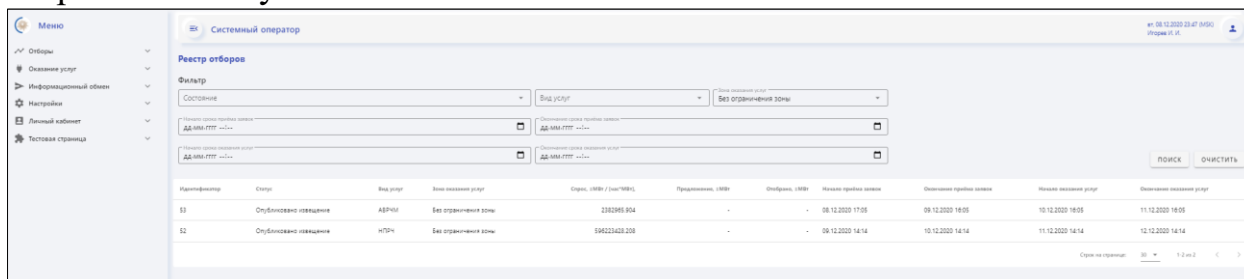 Меню
Системный оператор
вт, 08.12.2020 23:47 (MSK)
Игорев И. И.
Отборы
Оказание услуг
Информационный обмен
Настройки
Личный кабинет
Тестовая страница
Реестр отборов
Фильтр
Состояние
Вид услуг
Зона оказания услуг
Без ограничения зоны
Начало срока приёма заявок
Окончание срока приёма заявок
дд.мм.гггг --:--
дд.мм.гггг --:--
Начало срока оказания услуг
Окончание срока оказания услуг
дд.мм.гггг --:--
дд.мм.гггг --:--
ПОИСК ОЧИСТИТЬ
Идентификатор Статус Вид услуг Зона оказания услуг Спрос, ±МВт / (час*МВт), Предложение, ±МВт Отобрано, ±МВт Начало приёма заявок Окончание приёма заявок Начало оказания услуг Окончание оказания услуг
53 Опубликовано извещение АВРЧМ Без ограничения зоны 2382965.904 - - 08.12.2020 17:05 09.12.2020 16:05 10.12.2020 16:05 11.12.2020 16:05
52 Опубликовано извещение НПРЧ Без ограничения зоны 596223428.208 - - 09.12.2020 14:14 10.12.2020 14:14 11.12.2020 14:14 12.12.2020 14:14
Строк на странице: 30 1-2 из 2